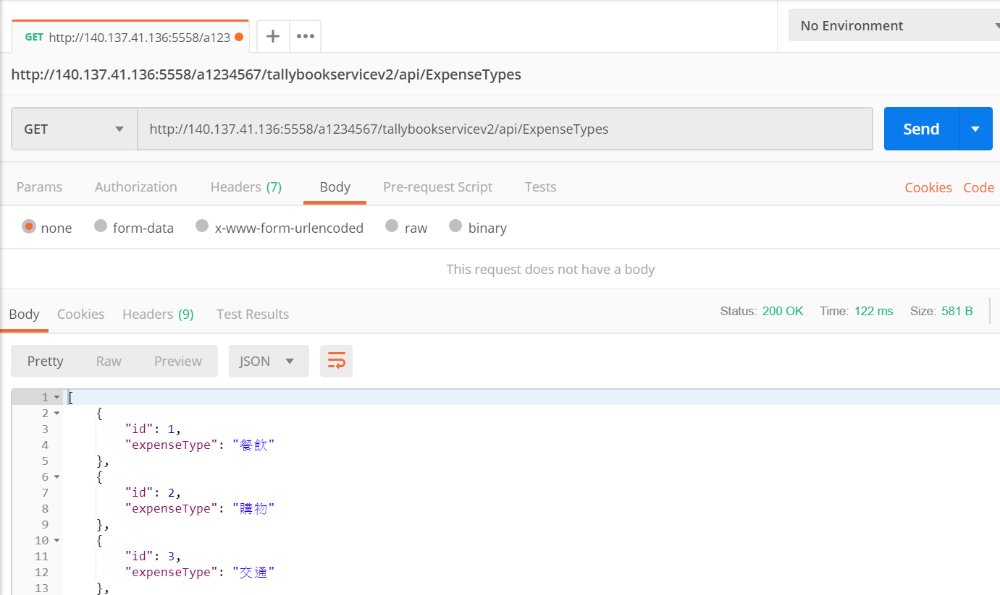 GET http://140.137.41.136:5558/a123 + ••• No Environment
http://140.137.41.136:5558/a1234567/tallybookservicev2/api/ExpenseTypes
GET http://140.137.41.136:5558/a1234567/tallybookservicev2/api/ExpenseTypes Send
Params Authorization Headers (7) Body Pre-request Script Tests Cookies Code
none form-data x-www-form-urlencoded raw binary
This request does not have a body
Body Cookies Headers (9) Test Results Status: 200 OK Time: 122 ms Size: 581 B
Pretty Raw Preview JSON
1 [
2 {
3 "id": 1,
4 "expenseType": "餐飲"
5 },
6 {
7 "id": 2,
8 "expenseType": "購物"
9 },
10 {
11 "id": 3,
12 "expenseType": "交通"
13 },